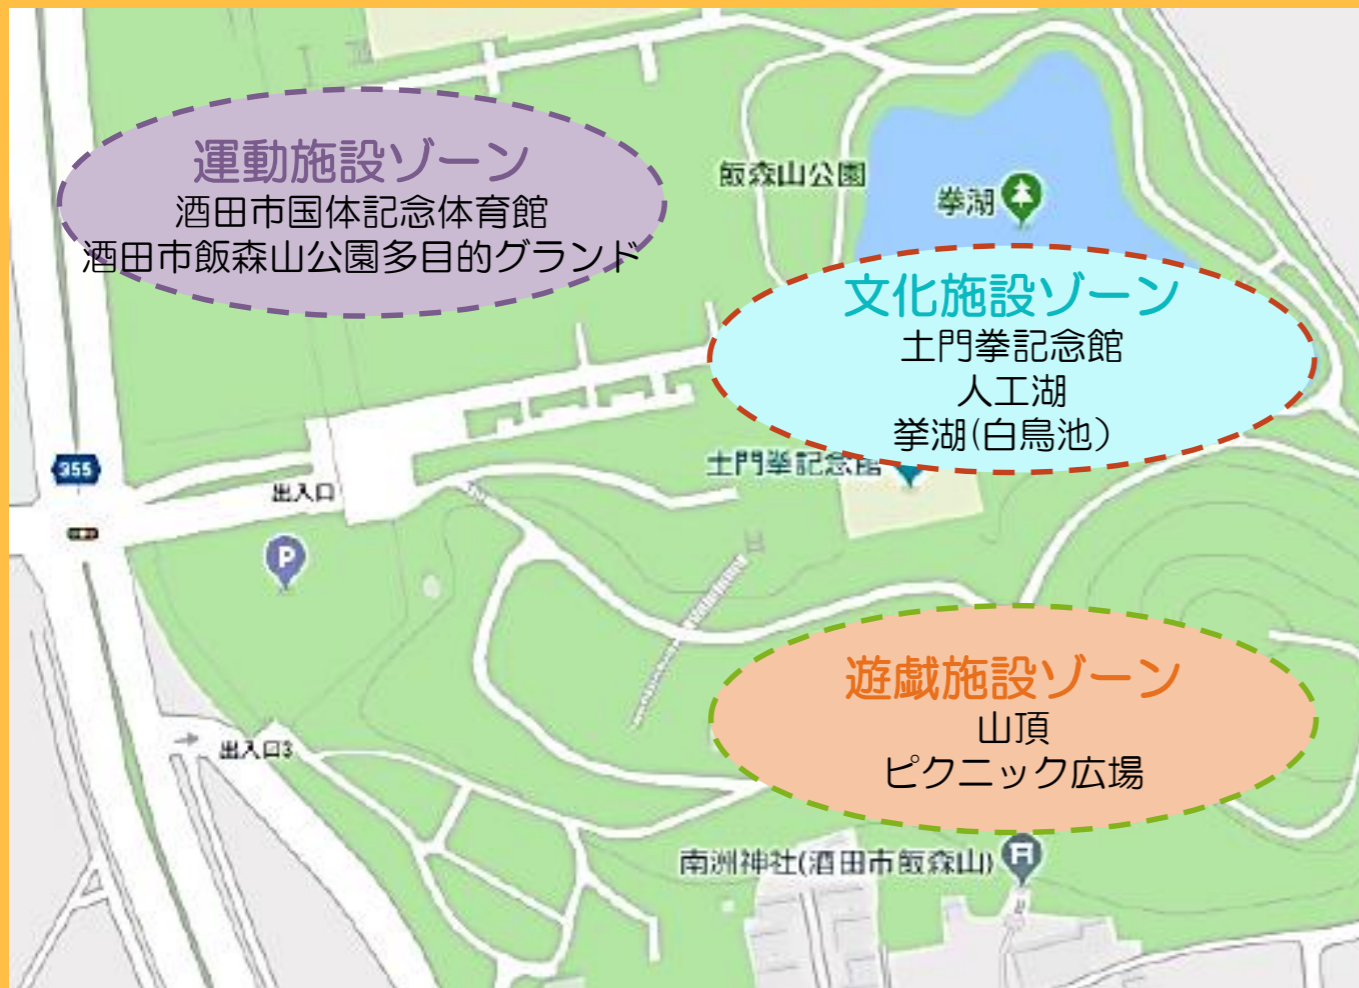 運動施設ゾーン
酒田市国体記念体育館
酒田市飯森山公園多目的グランド
飯森山公園
拳湖
文化施設ゾーン
土門拳記念館
人工湖
拳湖(白鳥池)
土門拳記念館
355
出入口
P
遊戯施設ゾーン
山頂
ピクニック広場
出入口3
南洲神社(酒田市飯森山)